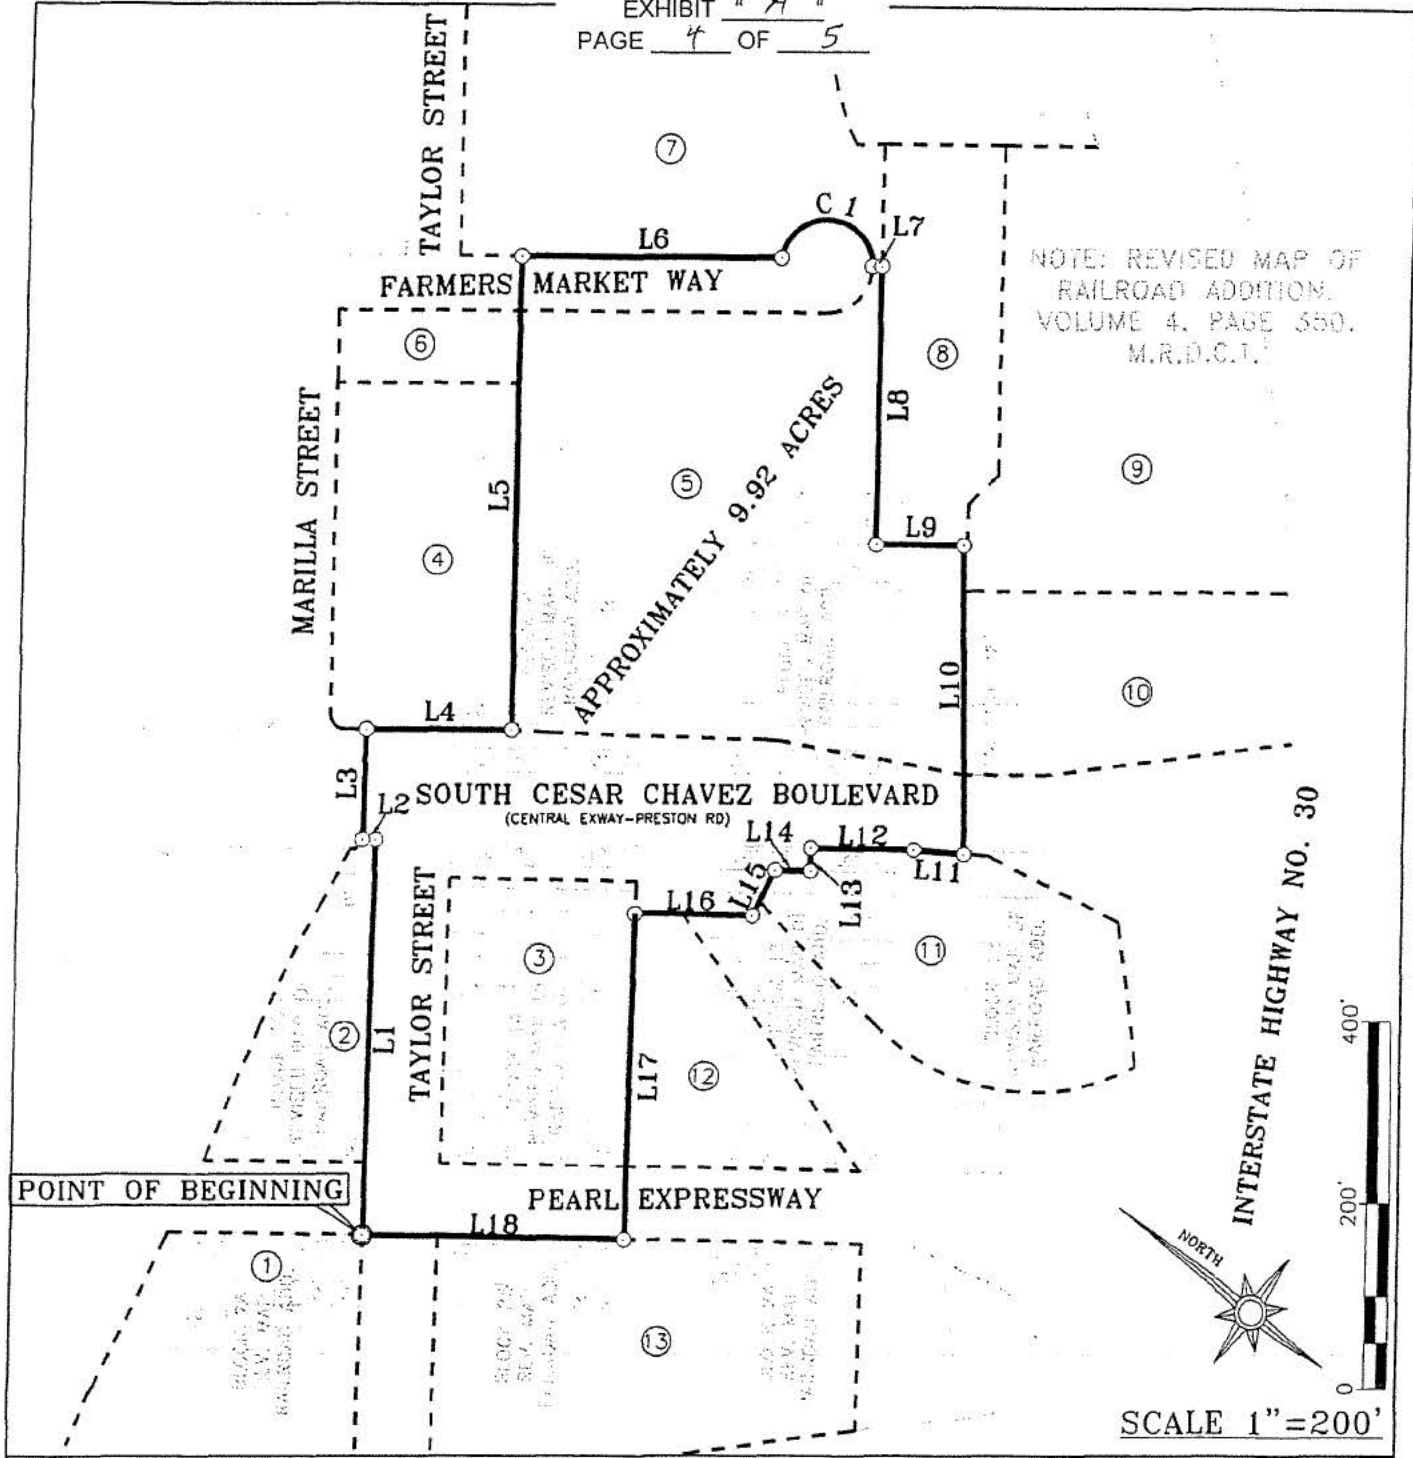 EXHIBIT "A"
PAGE 4 OF 5
TAYLOR STREET
7
C 1
L7
L6
FARMERS MARKET WAY
NOTE: REVISED MAP OF
RAILROAD ADDITION.
VOLUME 4, PAGE 350,
M.R.D.C.T.
6
8
MARILLA STREET
L5
L8
5
APPROXIMATELY 9.92 ACRES
9
4
L9
L10
10
L4
L3
L2
SOUTH CESAR CHAVEZ BOULEVARD
(CENTRAL EXWAY-PRESTON RD)
L14
L12
L11
L13
L15
L16
TAYLOR STREET
3
11
INTERSTATE HIGHWAY NO. 30
2
L1
L17
12
POINT OF BEGINNING
PEARL EXPRESSWAY
L18
1
13
NORTH
400'
200'
0
SCALE 1"=200'